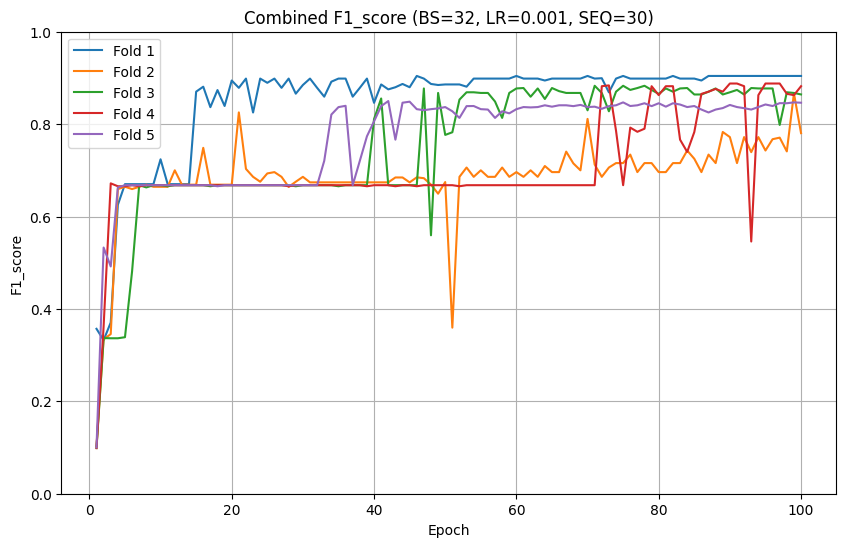 Combined F1_score (BS=32, LR=0.001, SEQ=30)
Fold 1
Fold 2
Fold 3
Fold 4
Fold 5
F1_score
1.0
0.8
0.6
0.4
0.2
0.0
0 20 40 60 80 100
Epoch